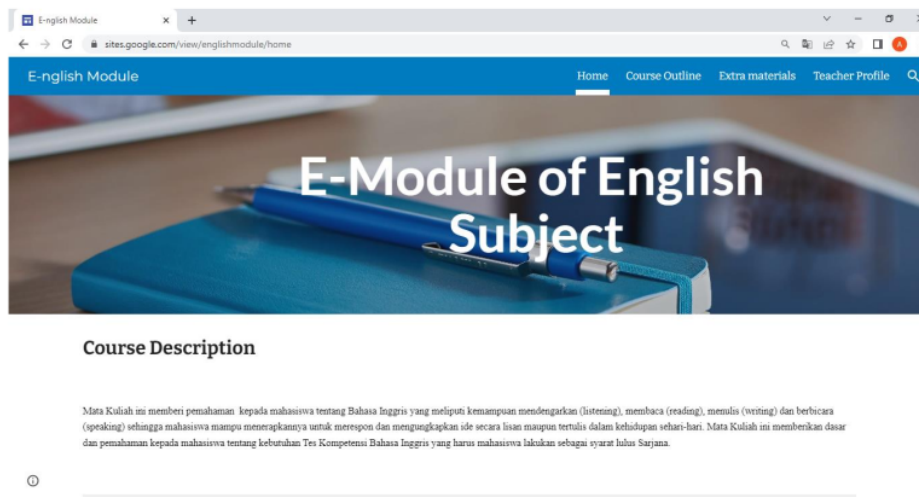 E-nglish Module
sites.google.com/view/englishmodule/home
A
E-nglish Module
Home Course Outline Extra materials Teacher Profile
E-Module of English
Subject
Course Description
Mata Kuliah ini memberi pemahaman kepada mahasiswa tentang Bahasa Inggris yang meliputi kemampuan mendengarkan (listening), membaca (reading), menulis (writing) dan berbicara
(speaking) sehingga mahasiswa mampu menerapkannya untuk merespon dan mengungkapkan ide secara lisan maupun tertulis dalam kehidupan sehari-hari. Mata Kuliah ini memberikan dasar
dan pemahaman kepada mahasiswa tentang kebutuhan Tes Kompetensi Bahasa Inggris yang harus mahasiswa lakukan sebagai syarat lulus Sarjana.